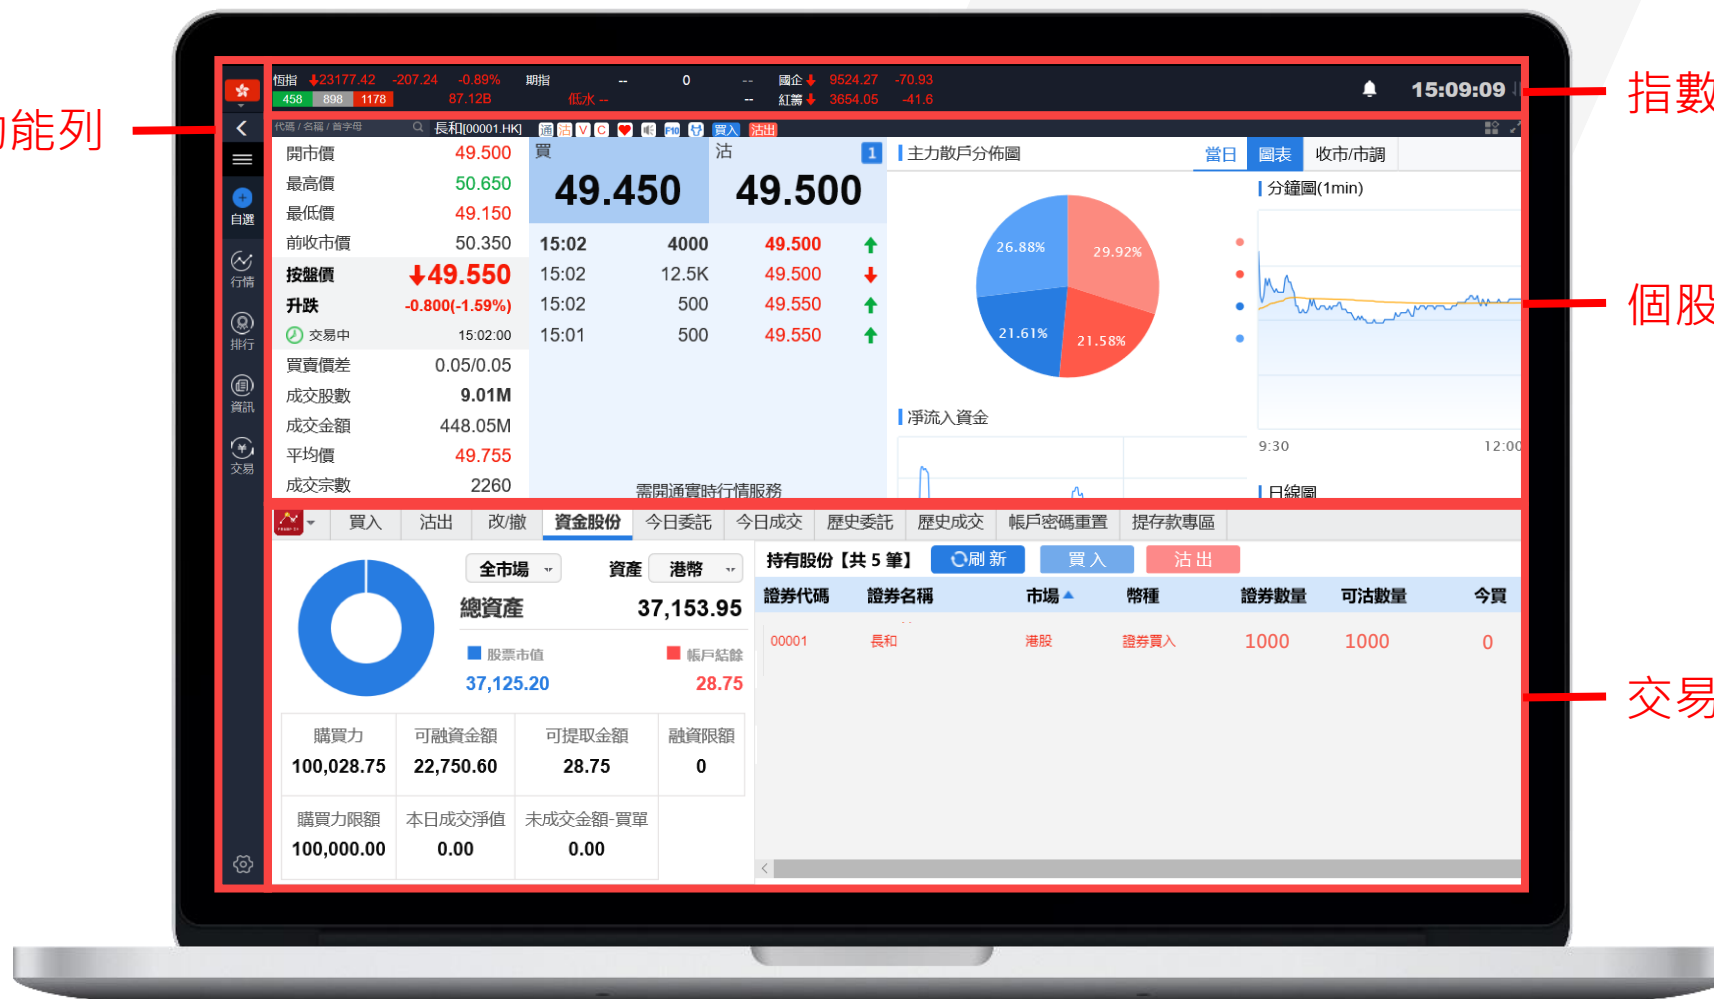 功能列
指數
個股
交易
恆指 23177.42 -207.24 -0.89% 期指 -- 0 -- 國企 9524.27 -70.93
458 898 1178 87.12B 低水 -- -- 紅籌 3654.05 -41.6
15:09:09
代碼 / 名稱 / 首字母 長和[00001.HK] 通 沽 V C F10 買入 沽出
自選
行情
排行
資訊
交易
開市價 49.500
最高價 50.650
最低價 49.150
前收市價 50.350
按盤價 49.550
升跌 -0.800(-1.59%)
交易中 15:02:00
買賣價差 0.05/0.05
成交股數 9.01M
成交金額 448.05M
平均價 49.755
成交宗數 2260
買 沽 1
49.450 49.500
15:02 4000 49.500
15:02 12.5K 49.500
15:02 500 49.550
15:01 500 49.550
需開通實時行情服務
主力散戶分佈圖 當日
26.88% 29.92%
21.61% 21.58%
淨流入資金
圖表 收市/市調
分鐘圖(1min)
9:30 12:00
日線圖
買入 沽出 改/撤 資金股份 今日委託 今日成交 歷史委託 歷史成交 帳戶密碼重置 提存款專區
全市場 資產 港幣
總資產 37,153.95
股票市值 帳戶結餘
37,125.20 28.75
購買力 可融資金額 可提取金額 融資限額
100,028.75 22,750.60 28.75 0
購買力限額 本日成交淨值 未成交金額-買單
100,000.00 0.00 0.00
持有股份【共 5 筆】 刷新 買入 沽出
證券代碼 證券名稱 市場 幣種 證券數量 可沽數量 今買
00001 長和 港股 證券買入 1000 1000 0